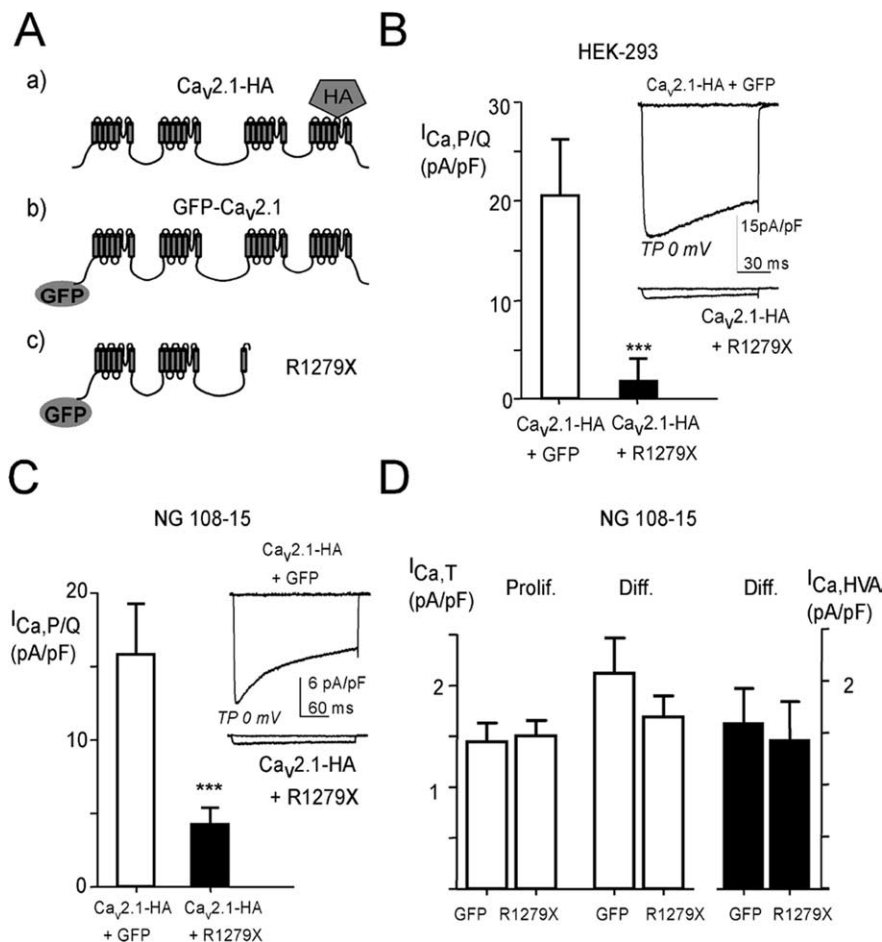 A
a)
Cav2.1-HA
HA
b)
GFP-Cav2.1
GFP
c)
R1279X
GFP
B
HEK-293
ICa,P/Q
(pA/pF)
30
20
10
0
Cav2.1-HA + GFP
TP 0 mV
15pA/pF
30 ms
Cav2.1-HA
+ R1279X
***
Cav2.1-HA
+ GFP
Cav2.1-HA
+ R1279X
C
NG 108-15
ICa,P/Q
(pA/pF)
20
10
0
Cav2.1-HA
+ GFP
TP 0 mV
6 pA/pF
60 ms
Cav2.1-HA
+ R1279X
***
Cav2.1-HA
+ GFP
Cav2.1-HA
+ R1279X
D
NG 108-15
ICa,T
(pA/pF)
Prolif.
Diff.
Diff.
ICa,HVA
(pA/pF)
2
1
2
GFP R1279X
GFP R1279X
GFP R1279X